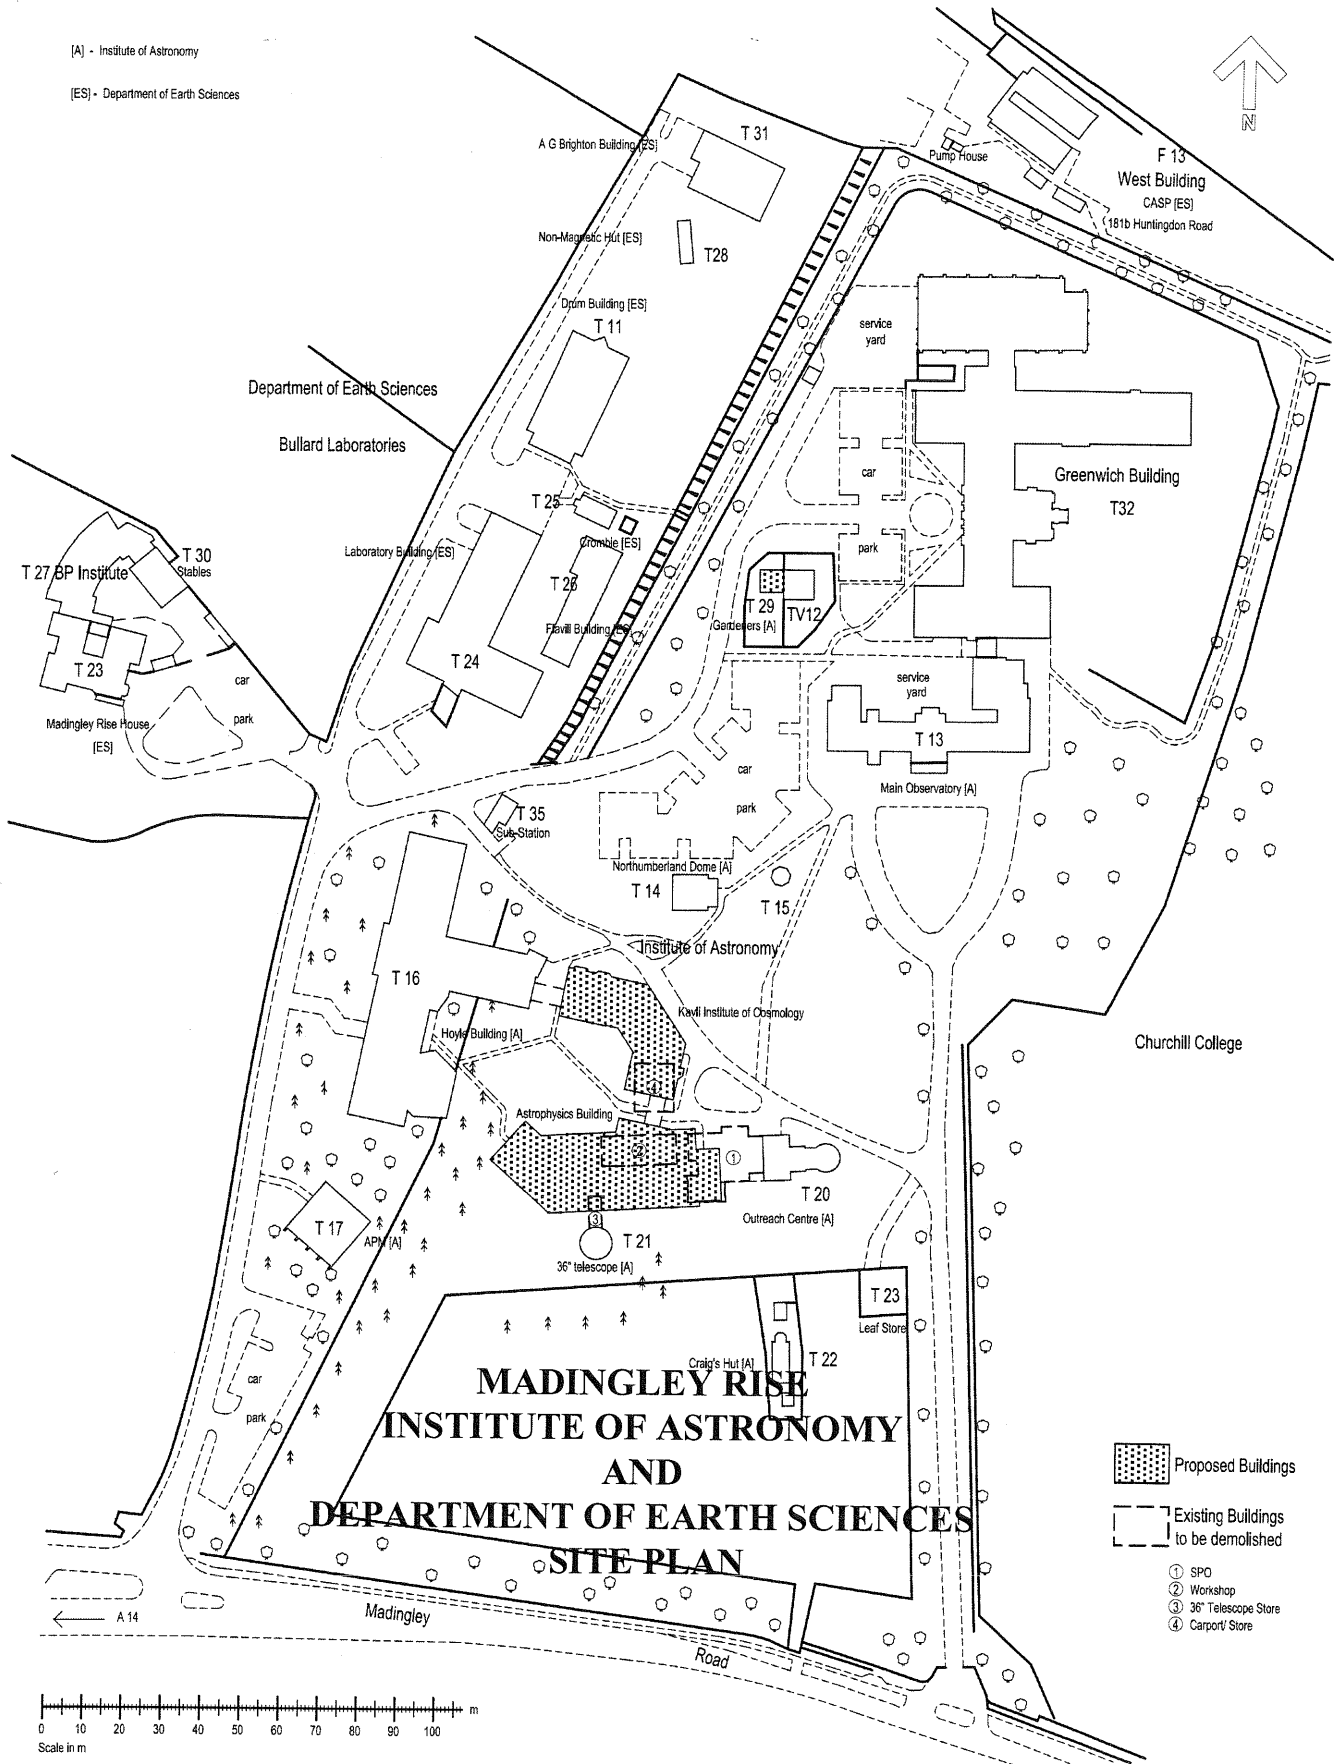 [A] - Institute of Astronomy
[ES] - Department of Earth Sciences
N
T 31
A G Brighton Building [ES]
Pump House
F 13
West Building
CASP [ES]
181b Huntingdon Road
Non-Magnetic Hut [ES]
T28
Drum Building [ES]
T 11
service
yard
Department of Earth Sciences
Bullard Laboratories
car
park
Greenwich Building
T32
T 25
Crombie [ES]
Laboratory Building [ES]
T 26
Flavill Building [ES]
T 24
T 30
Stables
T 27 BP Institute
T 23
Madingley Rise House
[ES]
car
park
T 29
TV12
Gardeners [A]
service
yard
T 13
Main Observatory [A]
car
park
T 35
Sub-Station
Northumberland Dome [A]
T 14
T 15
Institute of Astronomy
T 16
Hoyle Building [A]
Kavli Institute of Cosmology
Churchill College
4
Astrophysics Building
2
1
T 20
Outreach Centre [A]
3
T 21
36" telescope [A]
T 17
APM [A]
T 23
Leaf Store
Craig's Hut [A]
T 22
car
park
MADINGLEY RISE
INSTITUTE OF ASTRONOMY
AND
DEPARTMENT OF EARTH SCIENCES
SITE PLAN
Proposed Buildings
Existing Buildings
to be demolished
1 SPO
2 Workshop
3 36" Telescope Store
4 Carport/ Store
A 14
Madingley
Road
m
0 10 20 30 40 50 60 70 80 90 100
Scale in m